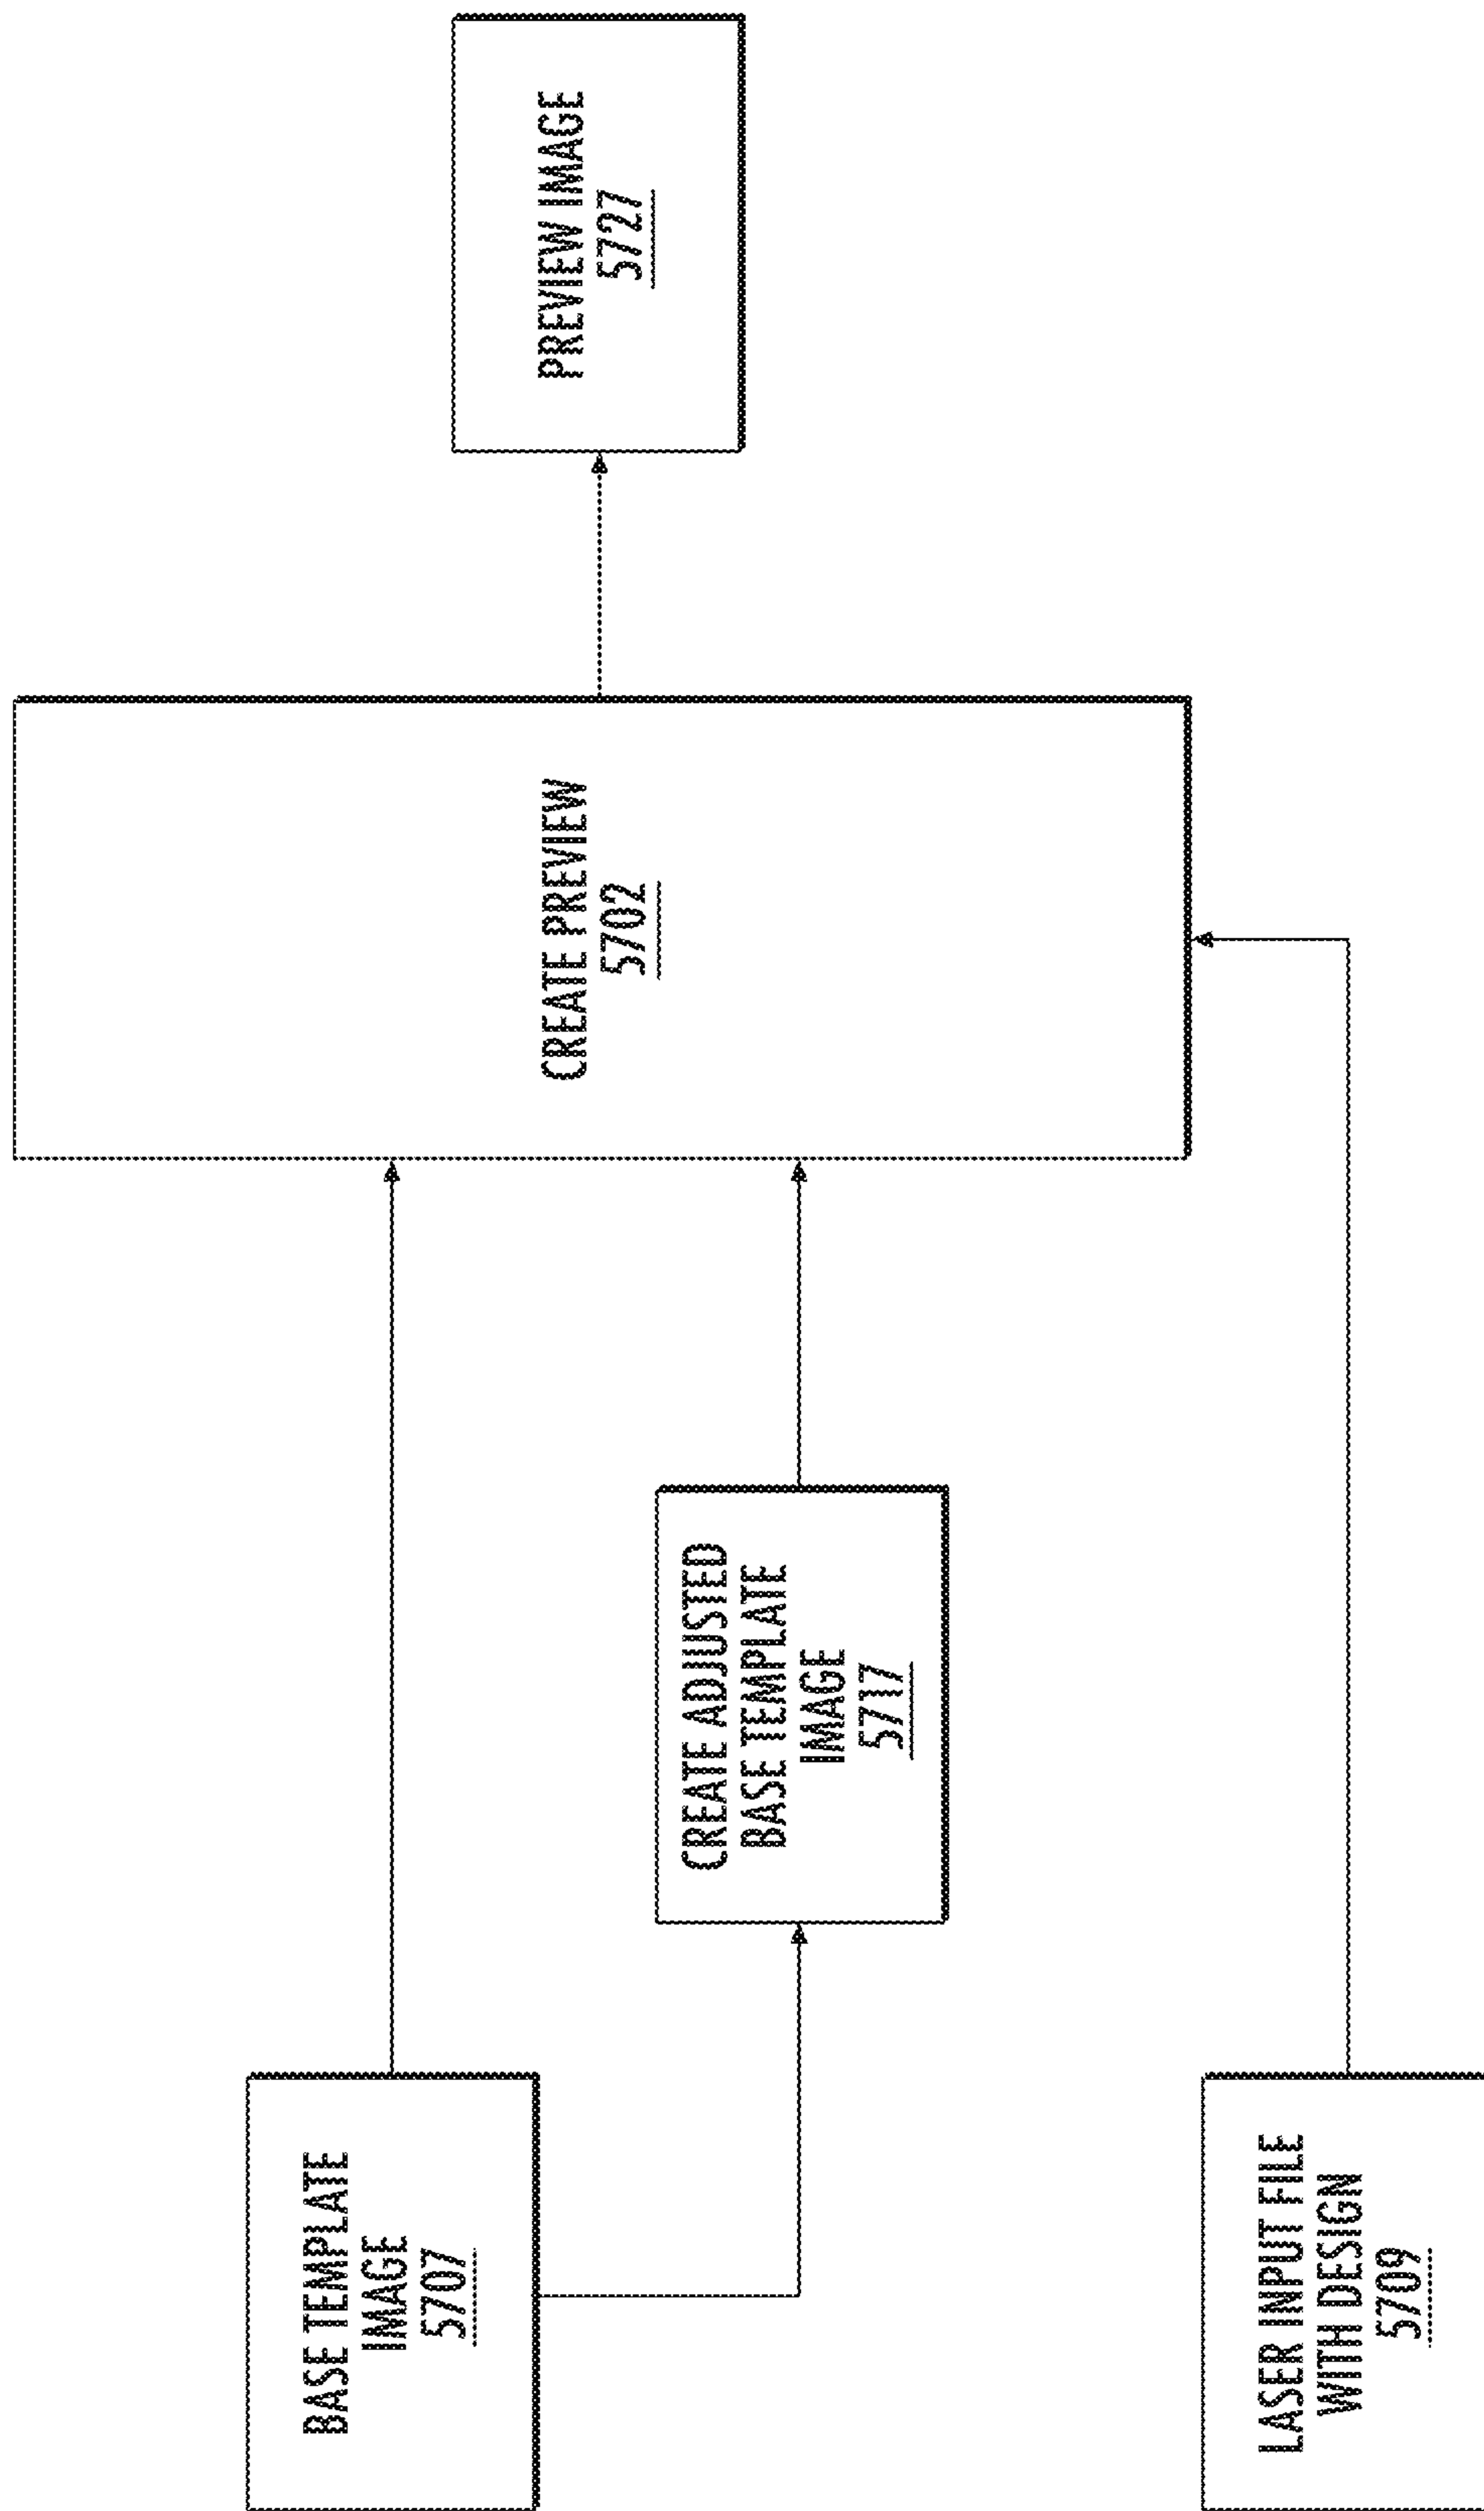 BASE TEMPLATE
IMAGE
5707
CREATE ADJUSTED
BASE TEMPLATE
IMAGE
5717
LASER INPUT FILE
WITH DESIGN
5709
CREATE PREVIEW
5702
PREVIEW IMAGE
5727